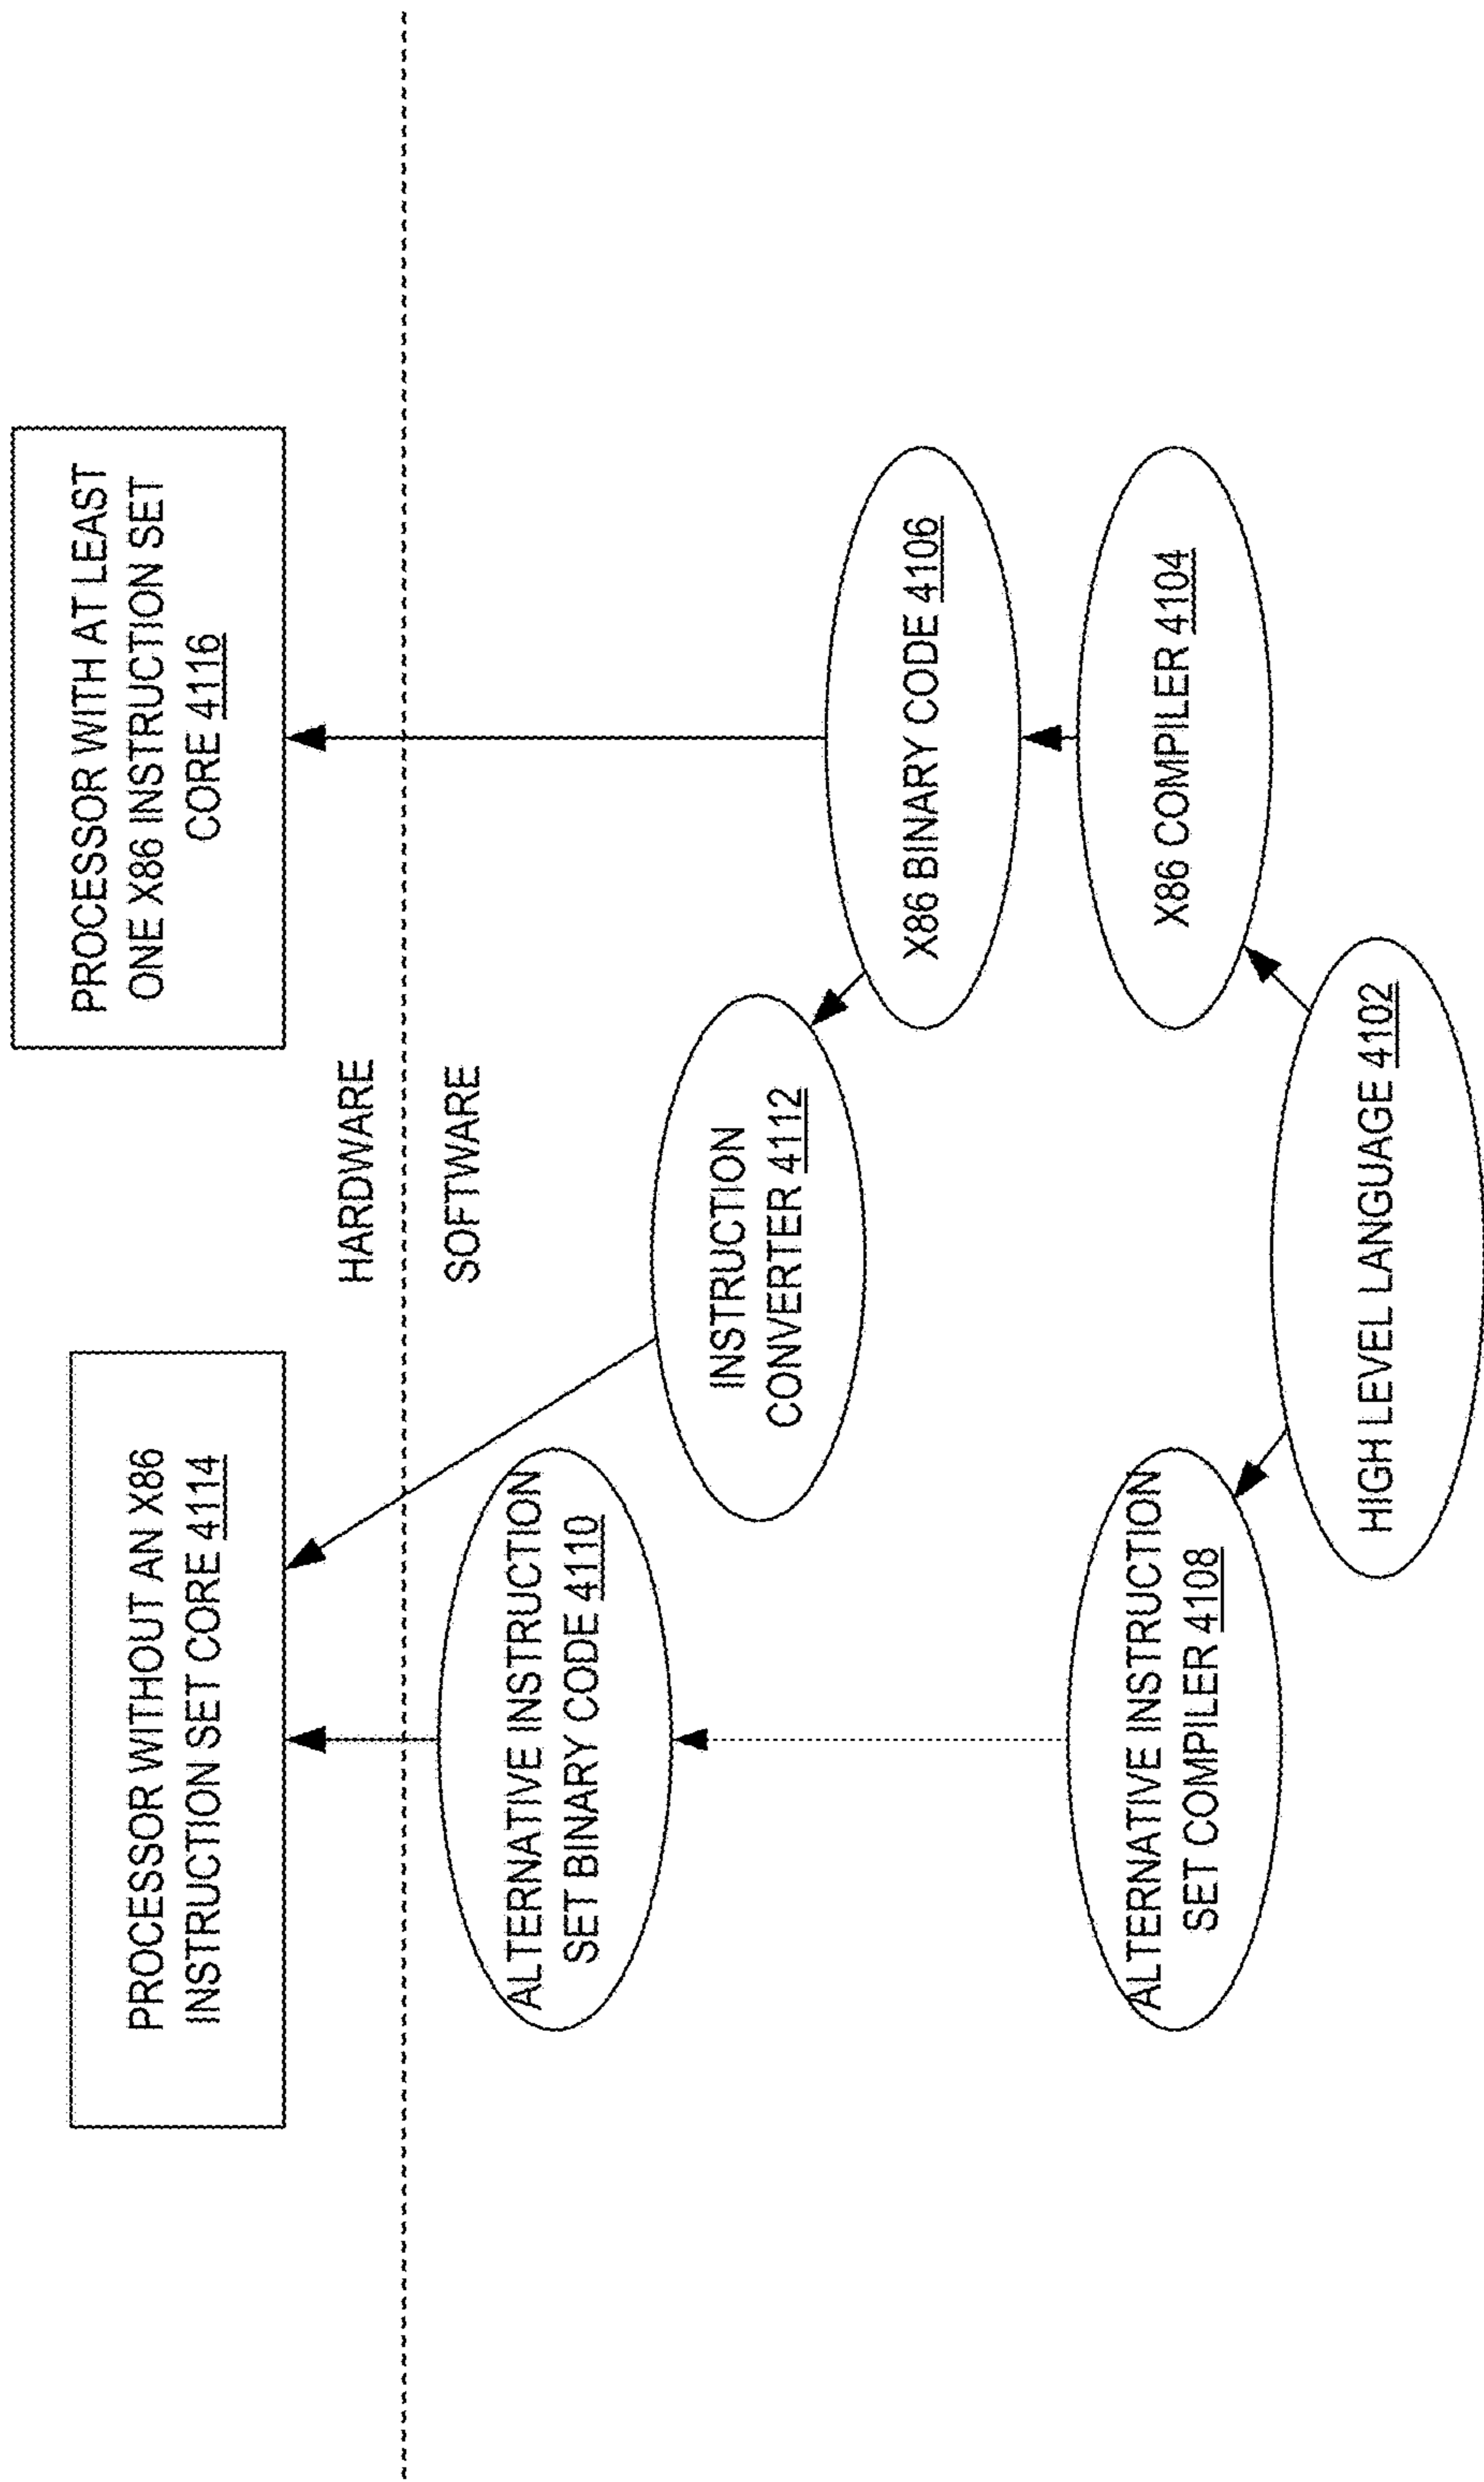 PROCESSOR WITHOUT AN X86
INSTRUCTION SET CORE 4114
PROCESSOR WITH AT LEAST
ONE X86 INSTRUCTION SET
CORE 4116
HARDWARE
SOFTWARE
ALTERNATIVE INSTRUCTION
SET BINARY CODE 4110
INSTRUCTION
CONVERTER 4112
X86 BINARY CODE 4106
ALTERNATIVE INSTRUCTION
SET COMPILER 4108
X86 COMPILER 4104
HIGH LEVEL LANGUAGE 4102